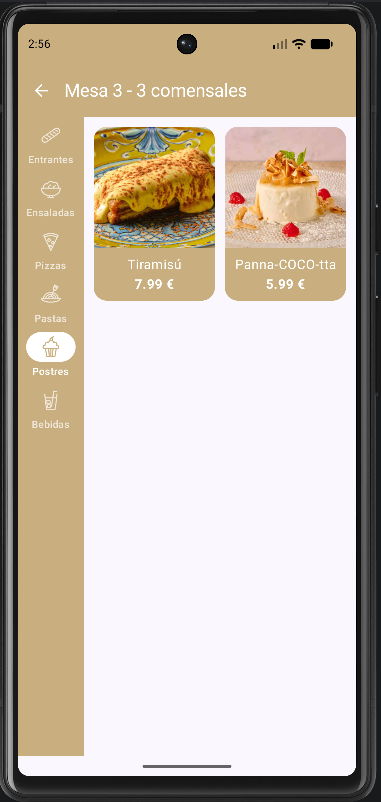 2:56
Mesa 3 - 3 comensales
Entrantes
Ensaladas
Pizzas
Pastas
Postres
Bebidas
Tiramisú
7.99 €
Panna-COCO-tta
5.99 €